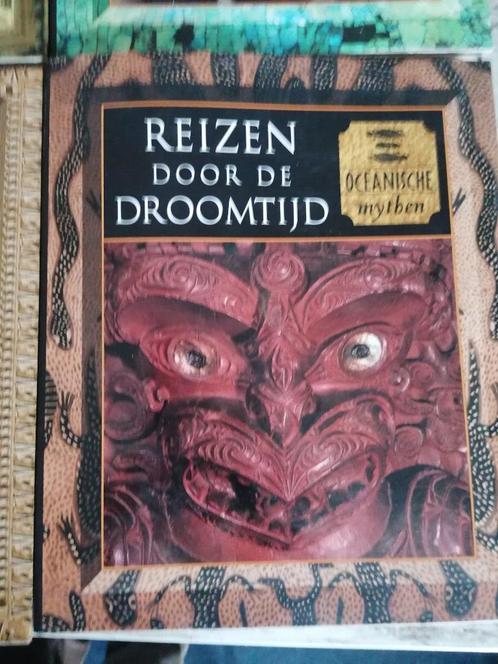 REIZEN
DOOR DE
DROOMTIJD
OCEANISCHE
mythen